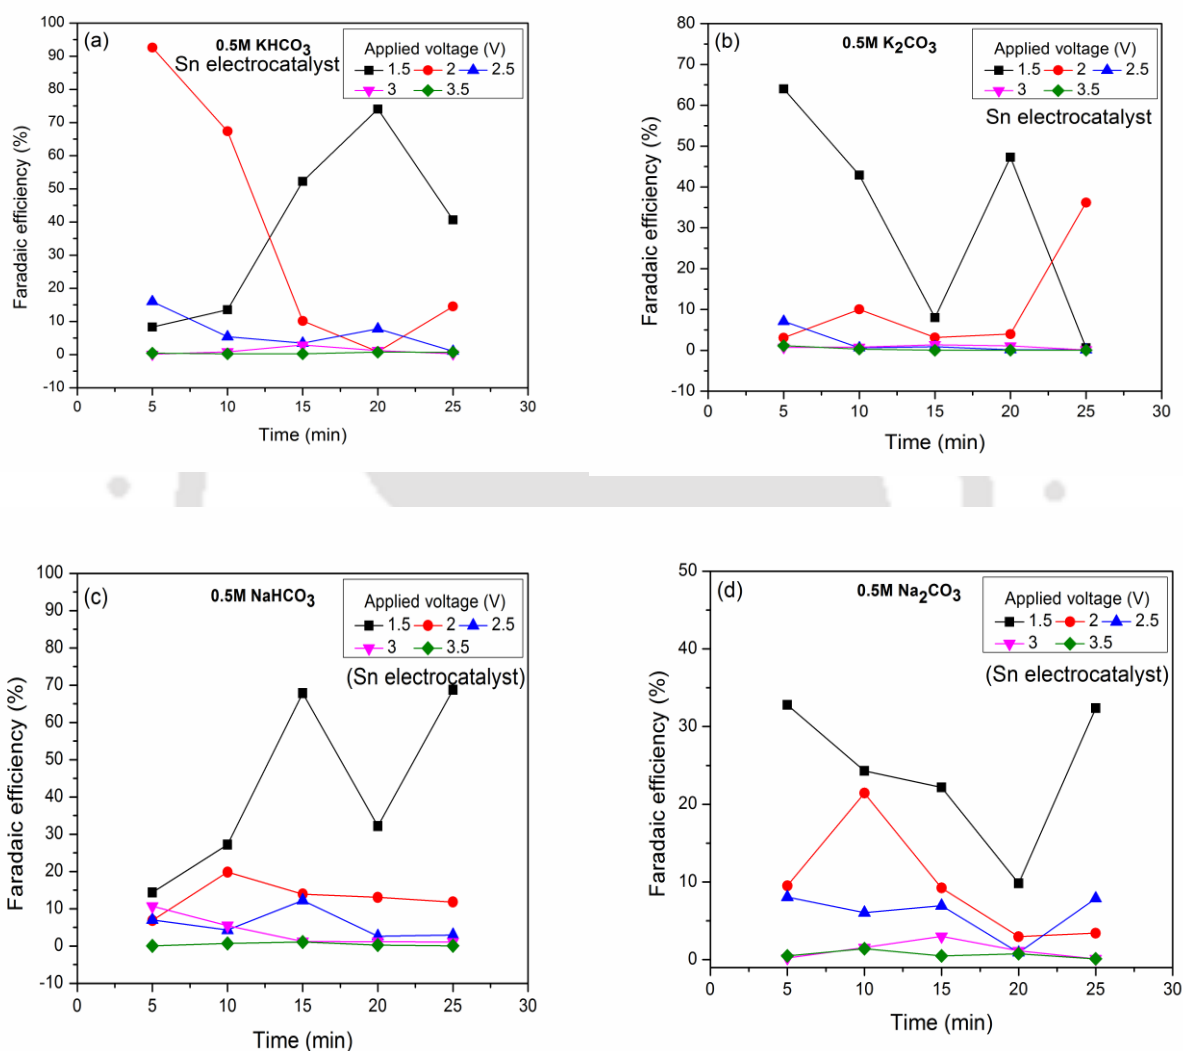 (a)
0.5M KHCO3
Sn electrocatalyst
Applied voltage (V)
1.5 2 2.5
3 3.5
Faradaic efficiency (%)
100
90
80
70
60
50
40
30
20
10
0
-10
0 5 10 15 20 25 30
Time (min)
(b)
0.5M K2CO3
Applied voltage (V)
1.5 2 2.5
3 3.5
Sn electrocatalyst
Faradaic efficiency (%)
80
70
60
50
40
30
20
10
0
-10
0 5 10 15 20 25 30
Time (min)
(c)
0.5M NaHCO3
Applied voltage (V)
1.5 2 2.5
3 3.5
(Sn electrocatalyst)
Faradaic efficiency (%)
100
90
80
70
60
50
40
30
20
10
0
-10
0 5 10 15 20 25 30
Time (min)
(d)
0.5M Na2CO3
Applied voltage (V)
1.5 2 2.5
3 3.5
(Sn electrocatalyst)
Faradaic efficiency (%)
50
40
30
20
10
0
0 5 10 15 20 25 30
Time (min)